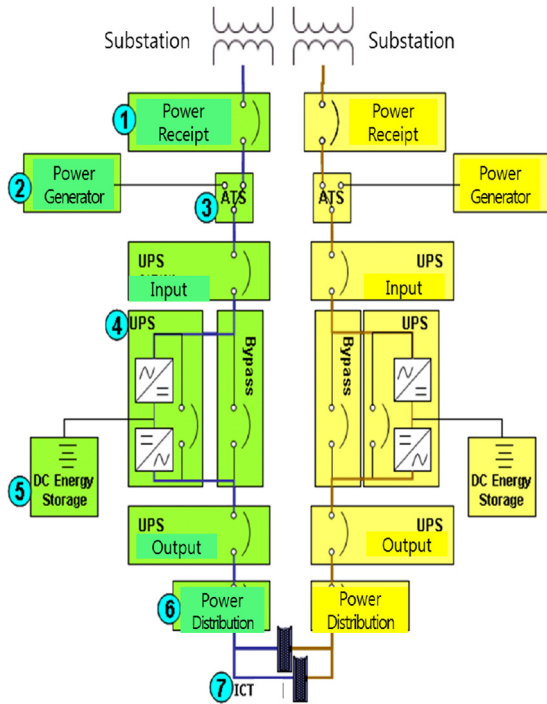 Substation
Substation
1
Power
Receipt
Power
Receipt
2
Power
Generator
3
ATS
ATS
Power
Generator
UPS
Input
UPS
Input
4
UPS
Bypass
Bypass
UPS
5
DC Energy
Storage
DC Energy
Storage
UPS
Output
UPS
Output
6
Power
Distribution
Power
Distribution
7
ICT